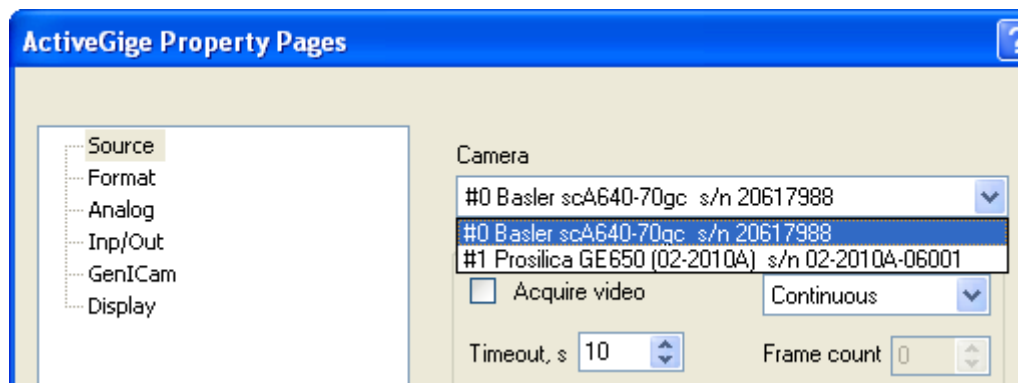 ActiveGige Property Pages
?
Source
Format
Analog
Inp/Out
GenICam
Display
Camera
#0 Basler scA640-70gc s/n 20617988
#0 Basler scA640-70gc s/n 20617988
#1 Prosilica GE650 (02-2010A) s/n 02-2010A-06001
Acquire video
Continuous
Timeout, s 10
Frame count 0